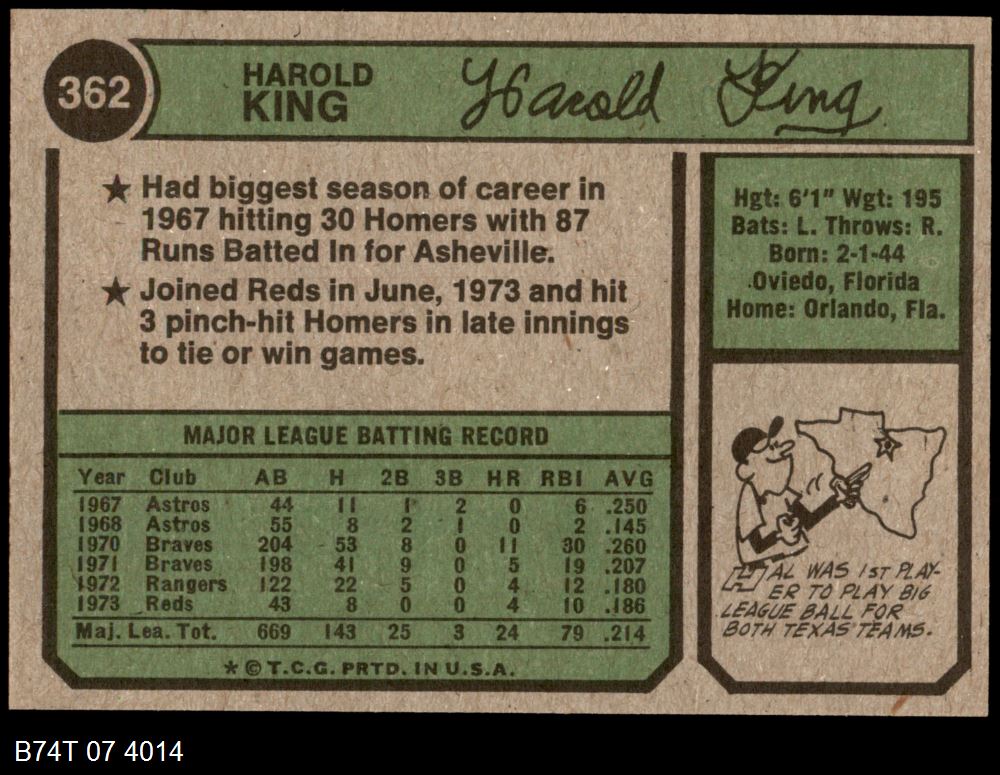 362
HAROLD
KING
Harold King
★ Had biggest season of career in
1967 hitting 30 Homers with 87
Runs Batted In for Asheville.
★ Joined Reds in June, 1973 and hit
3 pinch-hit Homers in late innings
to tie or win games.
Hgt: 6'1" Wgt: 195
Bats: L. Throws: R.
Born: 2-1-44
Oviedo, Florida
Home: Orlando, Fla.
MAJOR LEAGUE BATTING RECORD
Year Club AB H 2B 3B HR RBI AVG
1967 Astros 44 11 1 2 0 6 .250
1968 Astros 55 8 2 1 0 2 .145
1970 Braves 204 53 8 0 11 30 .260
1971 Braves 198 41 9 0 5 19 .207
1972 Rangers 122 22 5 0 4 12 .180
1973 Reds 43 8 0 0 4 10 .186
Maj. Lea. Tot. 669 143 25 3 24 79 .214
★ © T.C.G. PRTD. IN U.S.A.
HAL WAS 1ST PLAY-
ER TO PLAY BIG
LEAGUE BALL FOR
BOTH TEXAS TEAMS.
B74T 07 4014